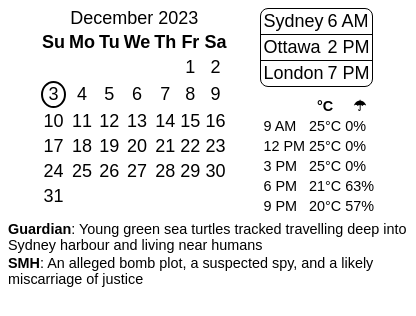 December 2023
Su Mo Tu We Th Fr Sa
1 2
3 4 5 6 7 8 9
10 11 12 13 14 15 16
17 18 19 20 21 22 23
24 25 26 27 28 29 30
31
Sydney 6 AM
Ottawa 2 PM
London 7 PM
°C ☂
9 AM 25°C 0%
12 PM 25°C 0%
3 PM 25°C 0%
6 PM 21°C 63%
9 PM 20°C 57%
Guardian: Young green sea turtles tracked travelling deep into
Sydney harbour and living near humans
SMH: An alleged bomb plot, a suspected spy, and a likely
miscarriage of justice